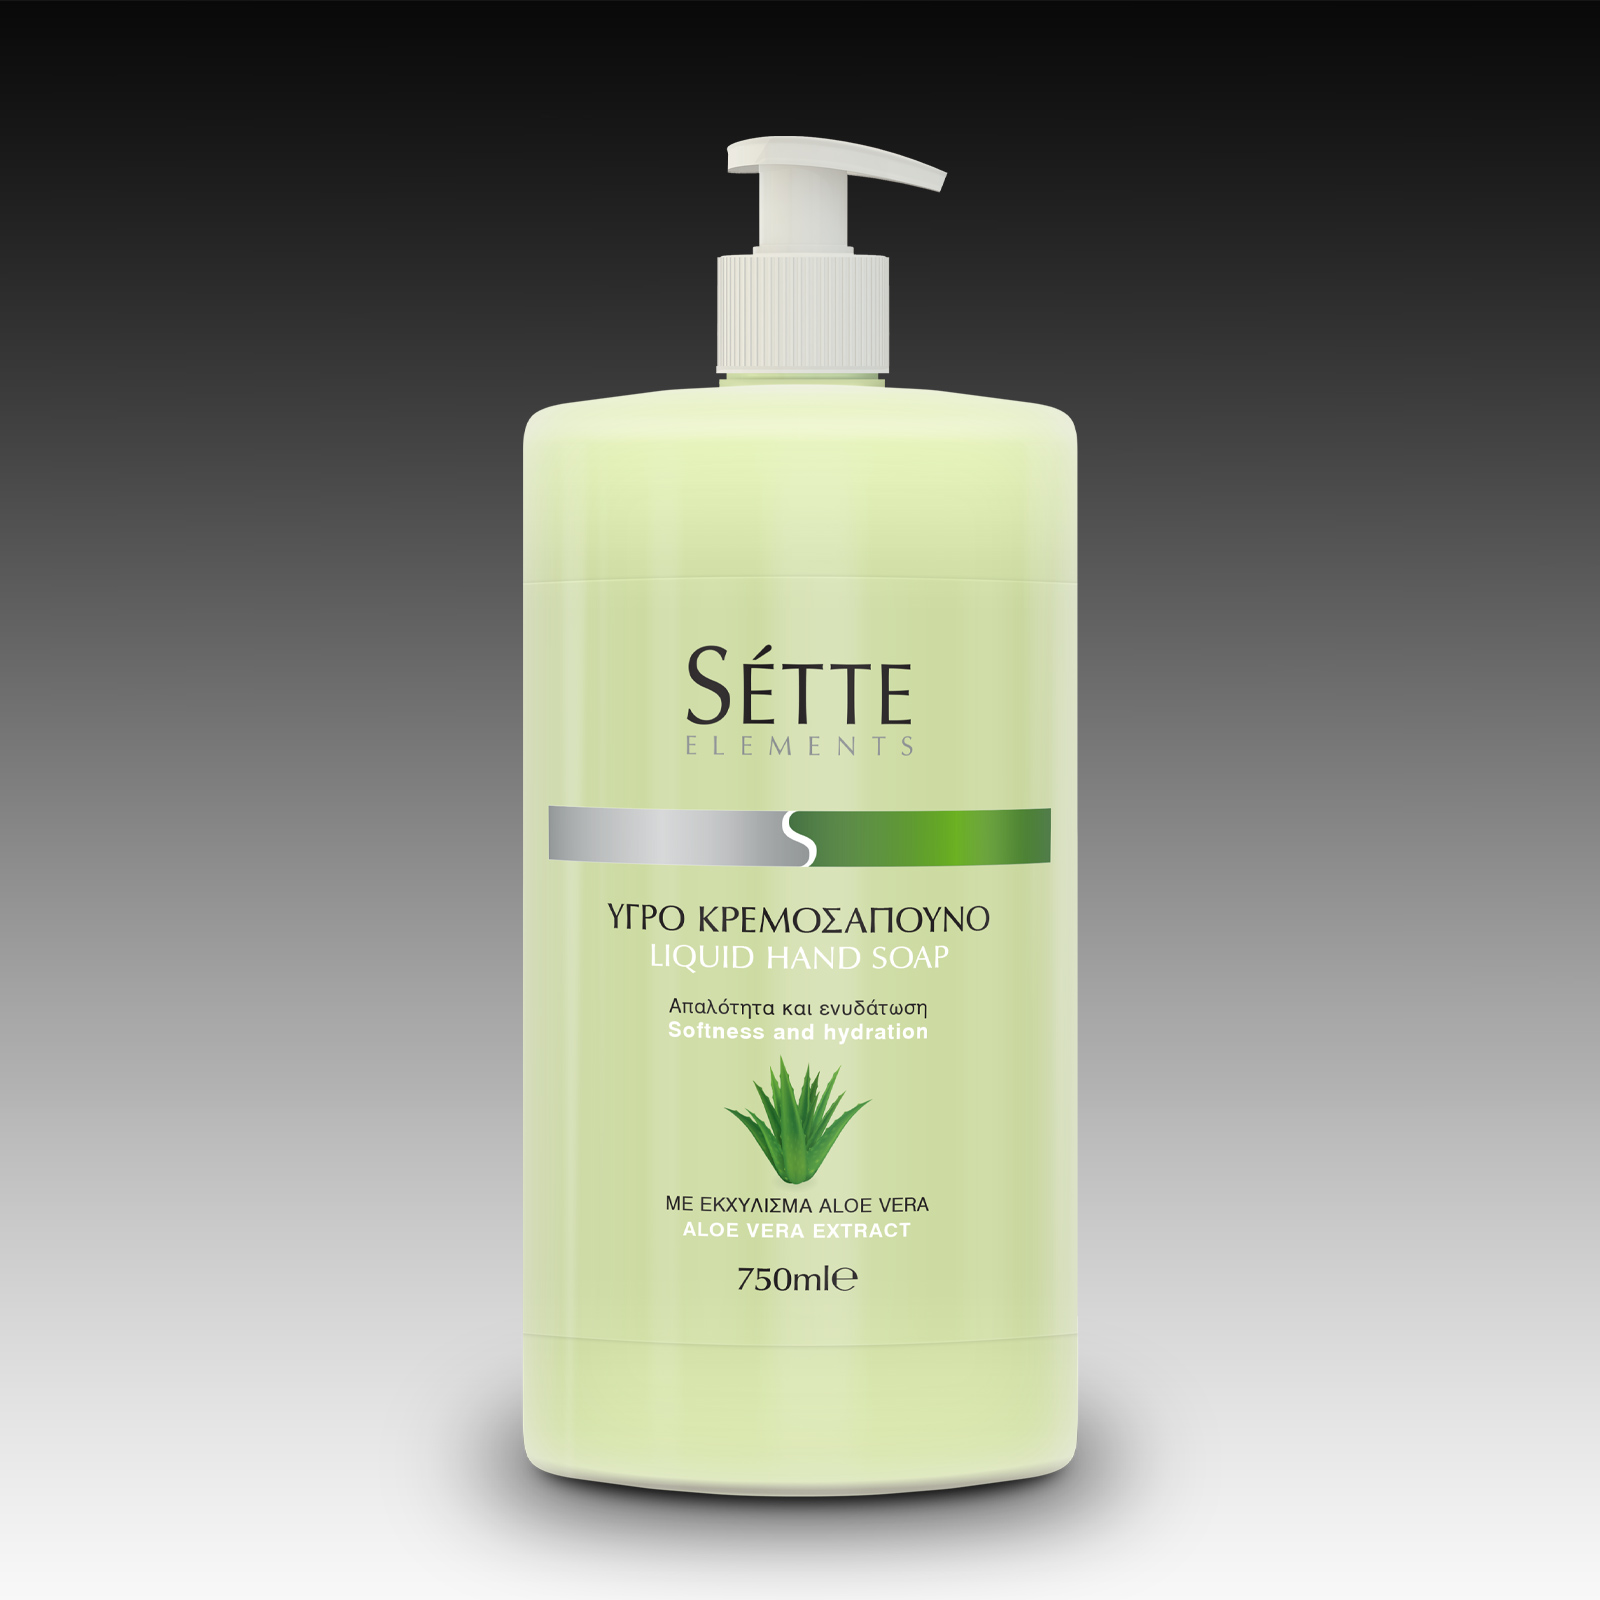 SÉTTE
ELEMENTS
S
ΥΓΡΟ ΚΡΕΜΟΣΑΠΟΥΝΟ
LIQUID HAND SOAP
Απαλότητα και ενυδάτωση
Softness and hydration
ΜΕ ΕΚΧΥΛΙΣΜΑ ALOE VERA
ALOE VERA EXTRACT
750ml℮